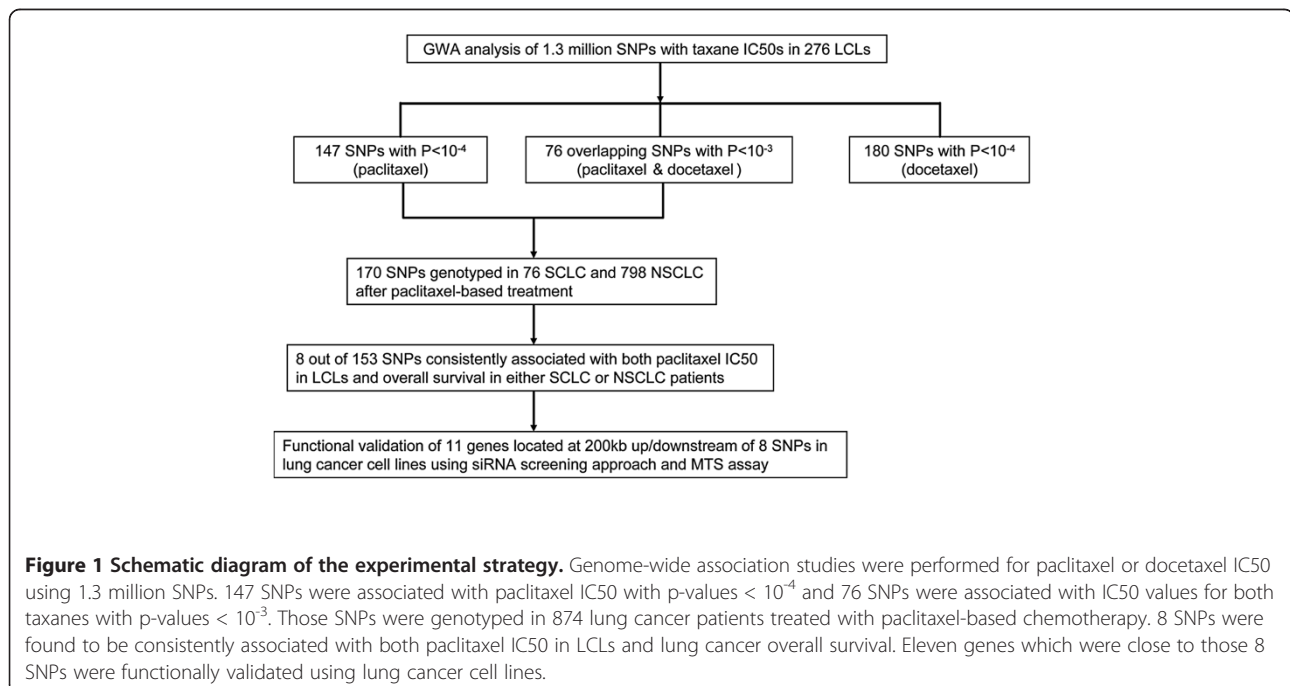 GWA analysis of 1.3 million SNPs with taxane IC50s in 276 LCLs
147 SNPs with P<10⁻⁴
(paclitaxel)
76 overlapping SNPs with P<10⁻³
(paclitaxel & docetaxel)
180 SNPs with P<10⁻⁴
(docetaxel)
170 SNPs genotyped in 76 SCLC and 798 NSCLC
after paclitaxel-based treatment
8 out of 153 SNPs consistently associated with both paclitaxel IC50
in LCLs and overall survival in either SCLC or NSCLC patients
Functional validation of 11 genes located at 200kb up/downstream of 8 SNPs in
lung cancer cell lines using siRNA screening approach and MTS assay
Figure 1 Schematic diagram of the experimental strategy. Genome-wide association studies were performed for paclitaxel or docetaxel IC50
using 1.3 million SNPs. 147 SNPs were associated with paclitaxel IC50 with p-values < 10⁻⁴ and 76 SNPs were associated with IC50 values for both
taxanes with p-values < 10⁻³. Those SNPs were genotyped in 874 lung cancer patients treated with paclitaxel-based chemotherapy. 8 SNPs were
found to be consistently associated with both paclitaxel IC50 in LCLs and lung cancer overall survival. Eleven genes which were close to those 8
SNPs were functionally validated using lung cancer cell lines.